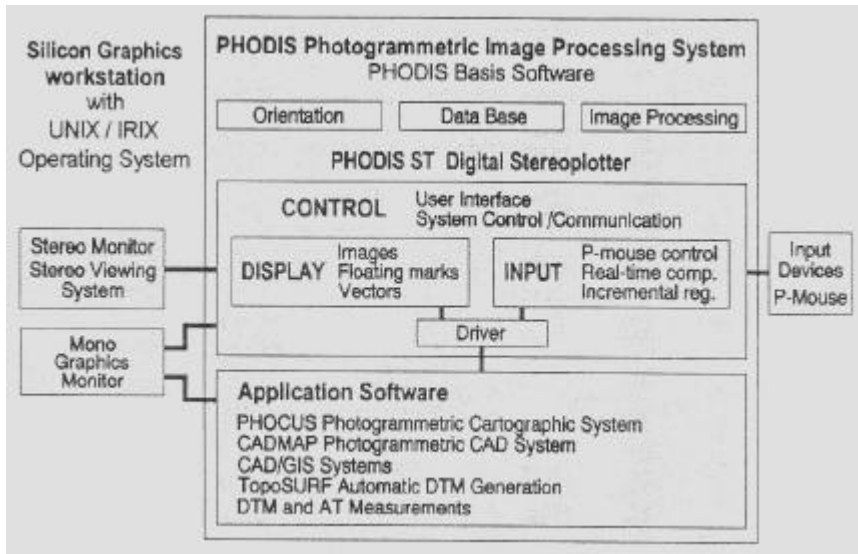 Silicon Graphics
workstation
with
UNIX / IRIX
Operating System
PHODIS Photogrammetric Image Processing System
PHODIS Basis Software
Orientation
Data Base
Image Processing
PHODIS ST Digital Stereoplotter
CONTROL
User Interface
System Control /Communication
Stereo Monitor
Stereo Viewing
System
DISPLAY
Images
Floating marks
Vectors
INPUT
P-mouse control
Real-time comp.
Incremental reg.
Input
Devices
P-Mouse
Driver
Mono
Graphics
Monitor
Application Software
PHOCUS Photogrammetric Cartographic System
CADMAP Photogrammetric CAD System
CAD/GIS Systems
TopoSURF Automatic DTM Generation
DTM and AT Measurements